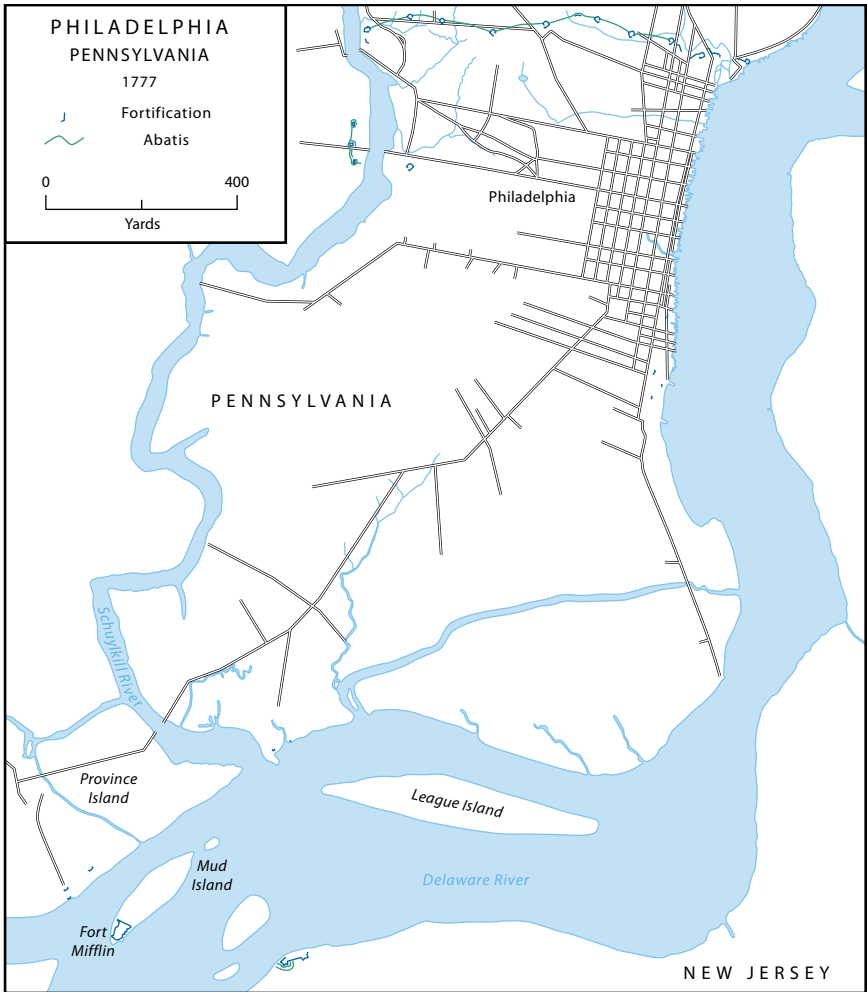 PHILADELPHIA
PENNSYLVANIA
1777
Fortification
Abatis
0 400
Yards
Philadelphia
PENNSYLVANIA
Schuylkill River
Province
Island
League Island
Mud
Island
Delaware River
Fort
Mifflin
NEW JERSEY